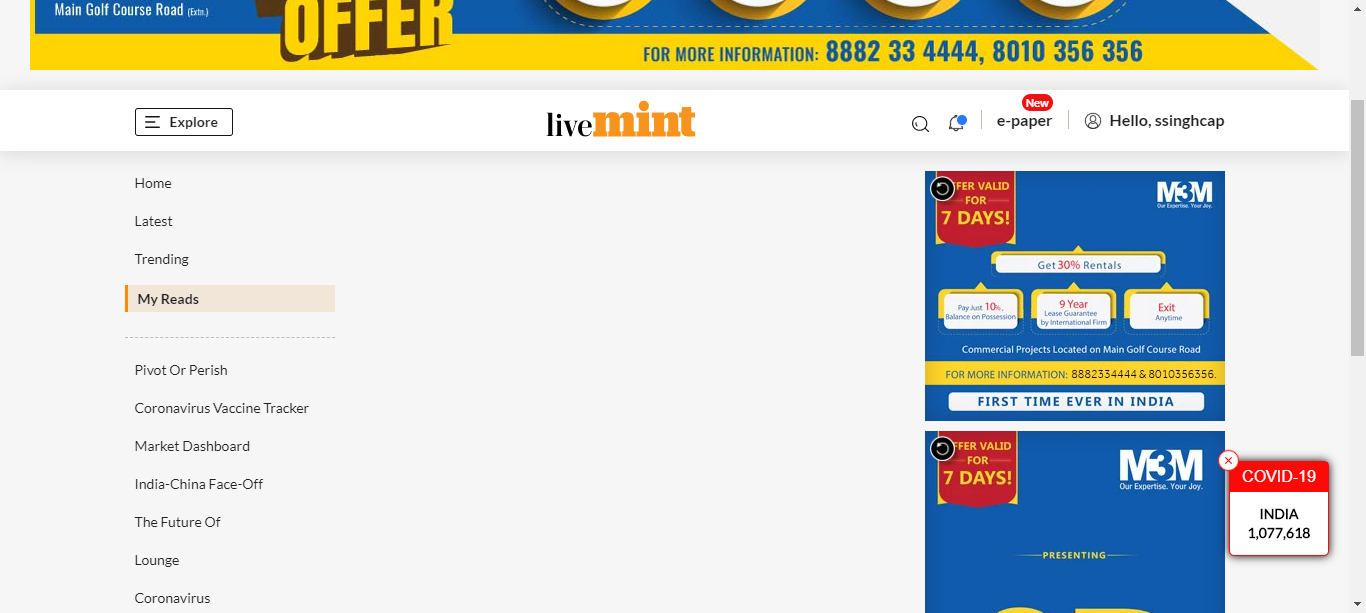 Main Golf Course Road (Extn.)
OFFER
FOR MORE INFORMATION: 8882 33 4444, 8010 356 356
Explore
livemint
New
e-paper
Hello, ssinghcap
Home
Latest
Trending
My Reads
Pivot Or Perish
Coronavirus Vaccine Tracker
Market Dashboard
India-China Face-Off
The Future Of
Lounge
Coronavirus
FFER VALID
FOR
7 DAYS!
M3M
Our Expertise. Your Joy.
Get 30% Rentals
Pay Just 10%,
Balance on Possession
9 Year
Lease Guarantee
by International Firm
Exit
Anytime
Commercial Projects Located on Main Golf Course Road
FOR MORE INFORMATION: 8882334444 & 8010356356.
FIRST TIME EVER IN INDIA
FFER VALID
FOR
7 DAYS!
M3M
Our Expertise. Your Joy.
PRESENTING
COVID-19
INDIA
1,077,618